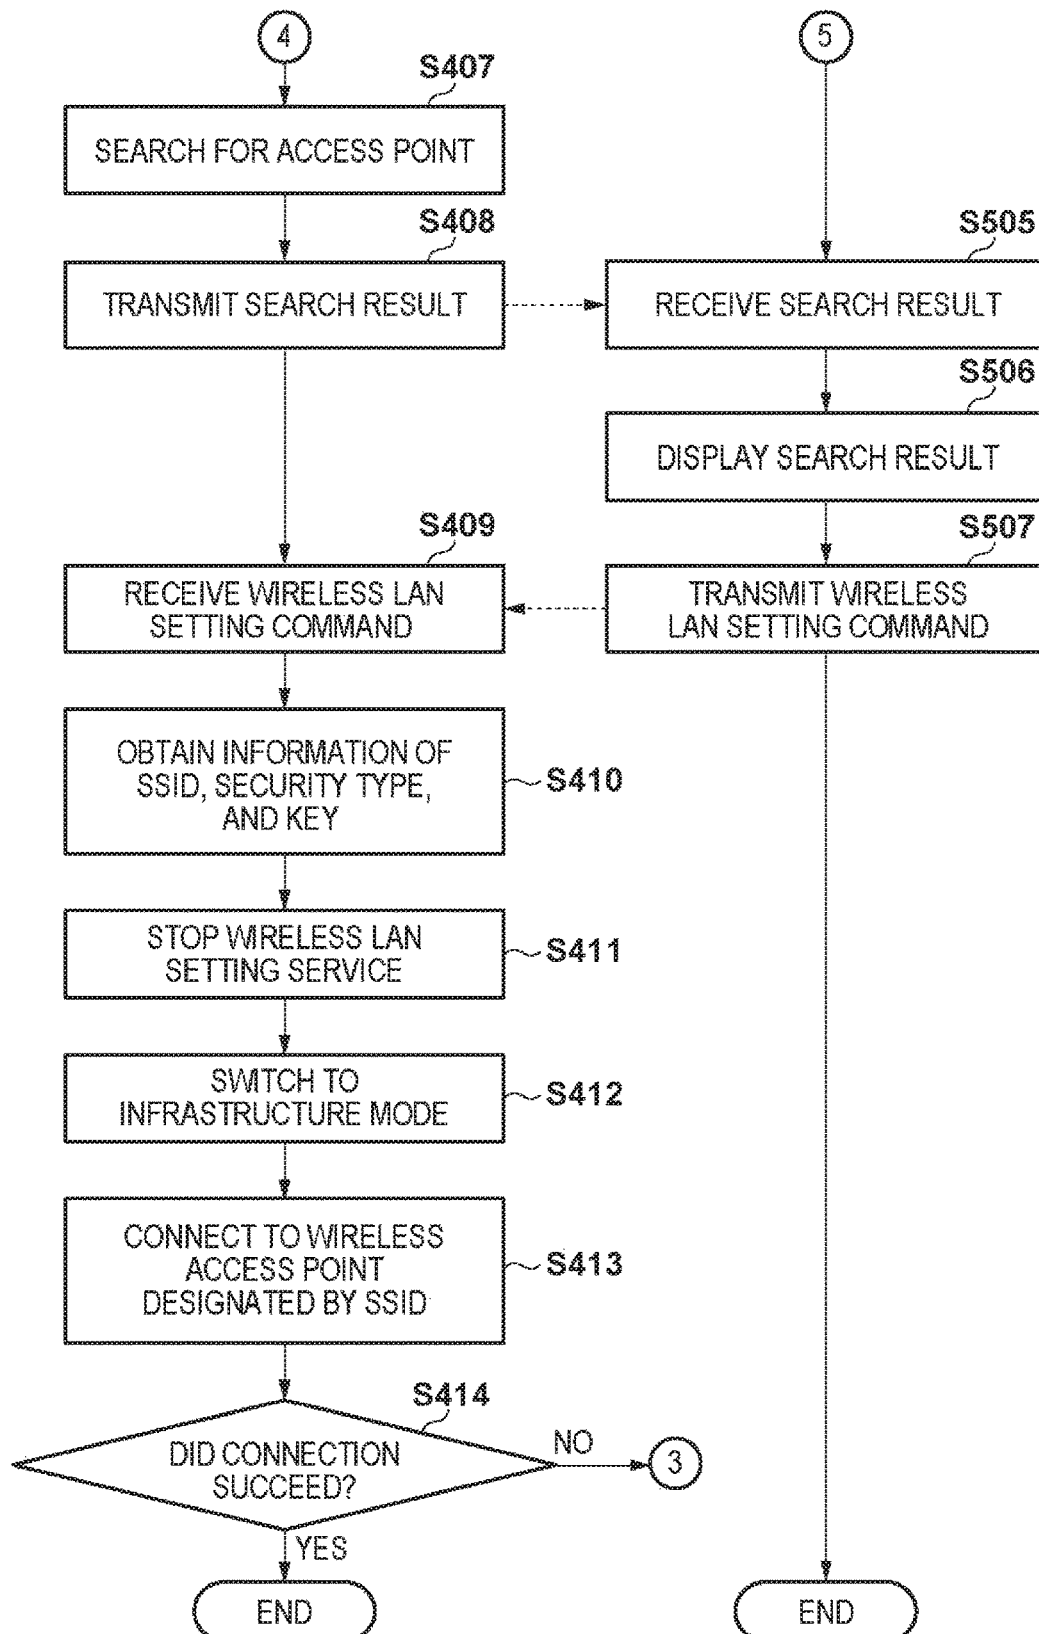 4
5
S407
SEARCH FOR ACCESS POINT
S408
S505
TRANSMIT SEARCH RESULT
RECEIVE SEARCH RESULT
S506
DISPLAY SEARCH RESULT
S409
S507
RECEIVE WIRELESS LAN
SETTING COMMAND
TRANSMIT WIRELESS
LAN SETTING COMMAND
OBTAIN INFORMATION OF
SSID, SECURITY TYPE,
AND KEY
S410
STOP WIRELESS LAN
SETTING SERVICE
S411
SWITCH TO
INFRASTRUCTURE MODE
S412
CONNECT TO WIRELESS
ACCESS POINT
DESIGNATED BY SSID
S413
S414
DID CONNECTION
SUCCEED?
NO
3
YES
END
END